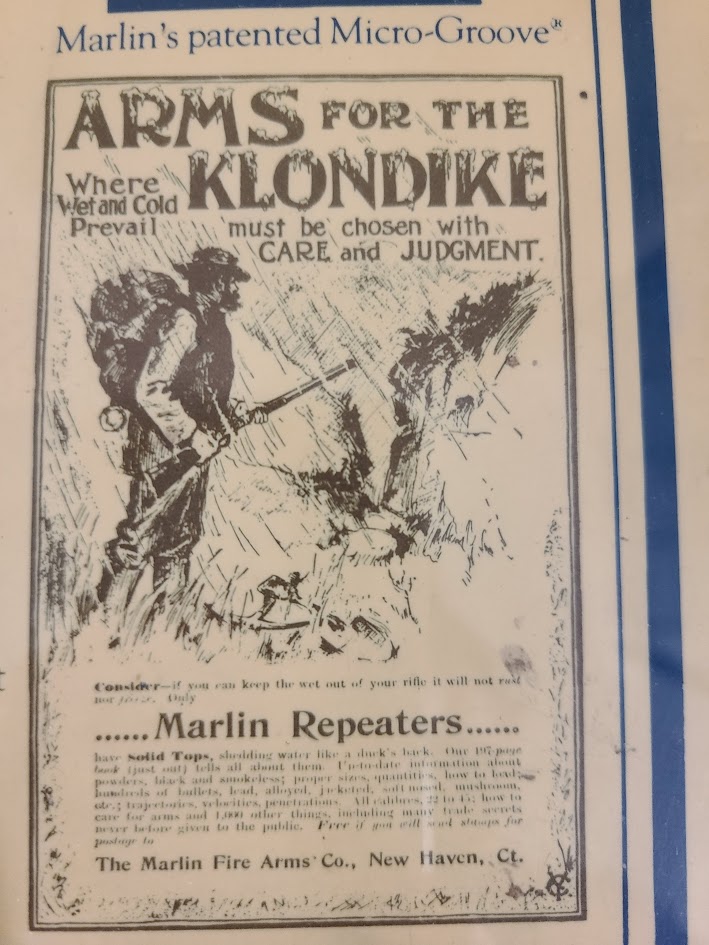 Marlin's patented Micro-Groove®
ARMS FOR THE
Where
Wet and Cold
Prevail
KLONDIKE
must be chosen with
CARE and JUDGMENT.
Consider—if you can keep the wet out of your rifle it will not rust
nor freeze. Only
......Marlin Repeaters......
have Solid Tops, shedding water like a duck's back. Our 197-page
book (just out) tells all about them. Up-to-date information about
powders, black and smokeless; proper sizes, quantities, how to load;
hundreds of bullets, lead, alloyed, jacketed, soft nosed, mushroom,
etc.; trajectories, velocities, penetrations. All calibres, 22 to 45; how to
care for arms and 1,000 other things, including many trade secrets
never before given to the public. Free if you will send stamps for
postage to
The Marlin Fire Arms Co., New Haven, Ct.